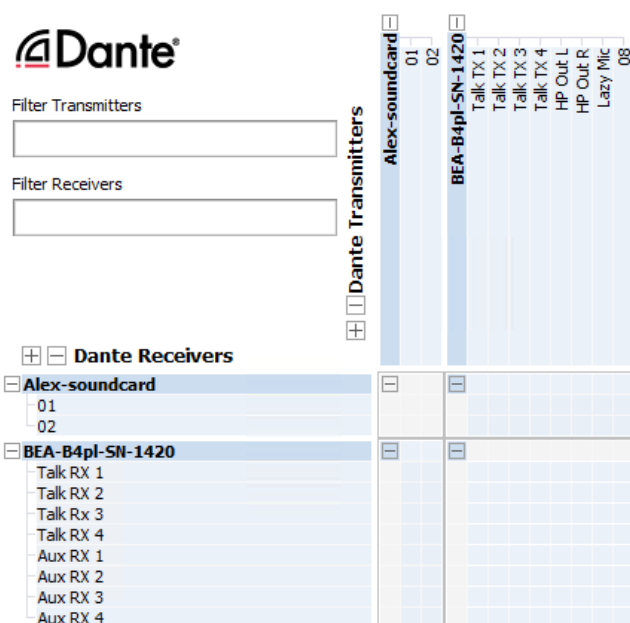 Dante®
Filter Transmitters
Filter Receivers
Dante Transmitters
Alex-soundcard
01
02
BEA-B4pl-SN-1420
Talk TX 1
Talk TX 2
Talk TX 3
Talk TX 4
HP Out L
HP Out R
Lazy Mic
08
Dante Receivers
Alex-soundcard
01
02
BEA-B4pl-SN-1420
Talk RX 1
Talk RX 2
Talk Rx 3
Talk RX 4
Aux RX 1
Aux RX 2
Aux RX 3
Aux RX 4